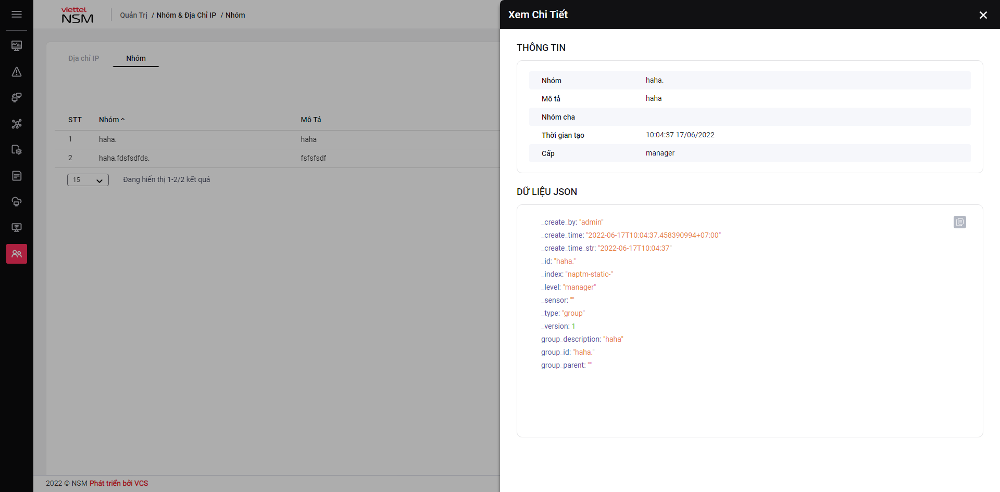 viettel
NSM
Quản Trị / Nhóm & Địa Chỉ IP / Nhóm
Địa chỉ IP Nhóm
STT Nhóm Mô Tả
1 haha. haha
2 haha.fdsfsdfds. fsfsfsdf
15 Đang hiển thị 1-2/2 kết quả
2022 © NSM Phát triển bởi VCS
Xem Chi Tiết
THÔNG TIN
Nhóm haha.
Mô tả haha
Nhóm cha
Thời gian tạo 10:04:37 17/06/2022
Cấp manager
DỮ LIỆU JSON
_create_by: "admin"
_create_time: "2022-06-17T10:04:37.458390994+07:00"
_create_time_str: "2022-06-17T10:04:37"
_id: "haha."
_index: "naptm-static-"
_level: "manager"
_sensor: ""
_type: "group"
_version: 1
group_description: "haha"
group_id: "haha."
group_parent: ""